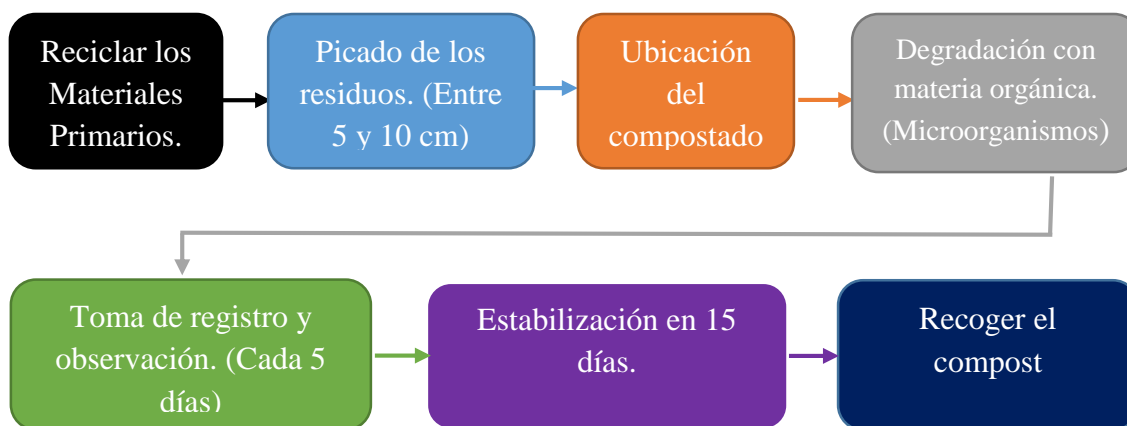 Reciclar los
Materiales
Primarios.
Picado de los
residuos. (Entre
5 y 10 cm)
Ubicación
del
compostado
Degradación con
materia orgánica.
(Microorganismos)
Toma de registro y
observación. (Cada 5
días)
Estabilización en 15
días.
Recoger el
compost